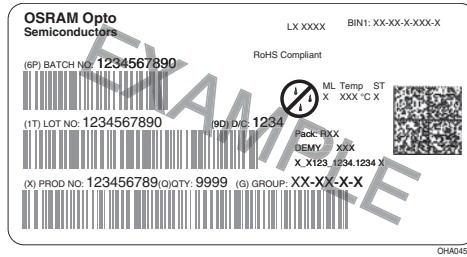 OSRAM Opto
Semiconductors
LX XXXX
BIN1: XX-XX-X-XXX-X
RoHS Compliant
(6P) BATCH NO: 1234567890
ML Temp ST
X XXX °C X
(1T) LOT NO: 1234567890
(9D) D/C: 1234
Pack: RXX
DEMY XXX
X_X123_1234.1234 X
(X) PROD NO: 123456789(Q)QTY: 9999 (G) GROUP: XX-XX-X-X
EXAMPLE